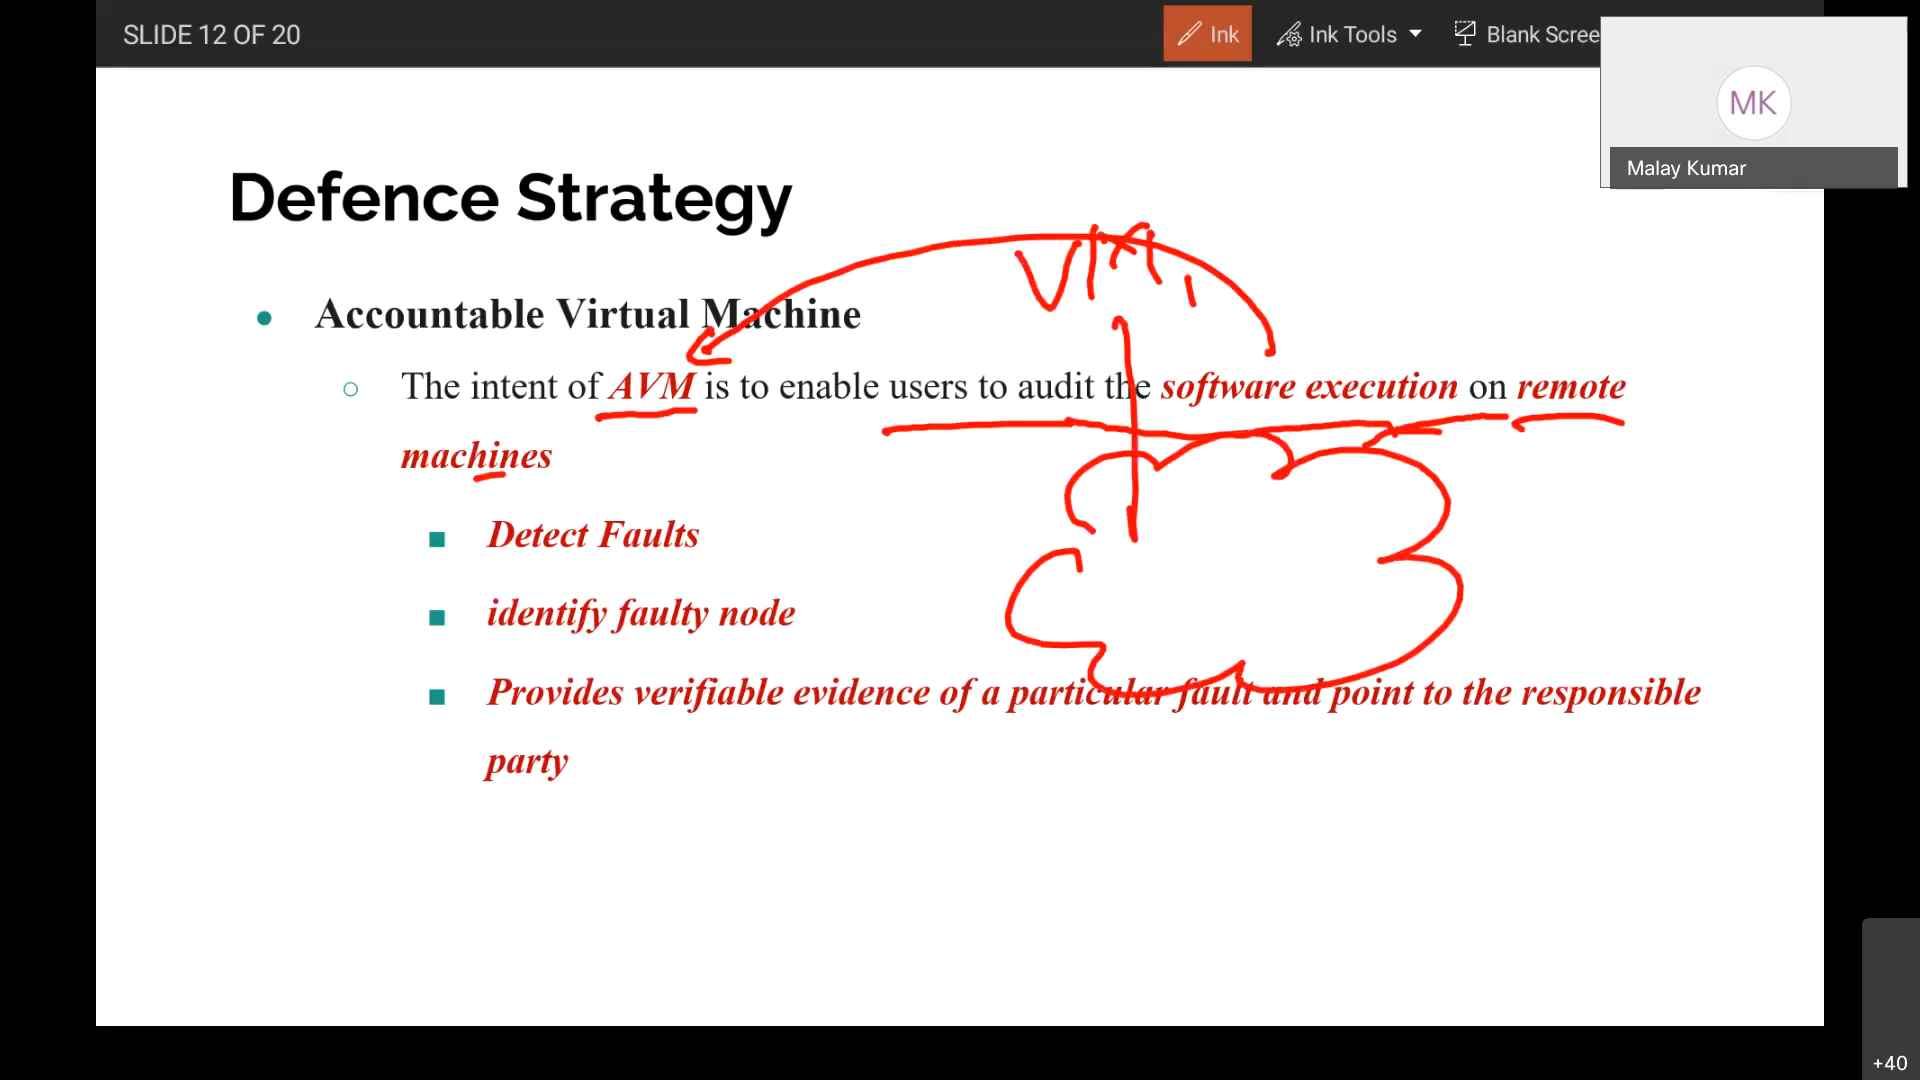 SLIDE 12 OF 20
Ink
Ink Tools
Blank Scree
MK
Malay Kumar
Defence Strategy
Accountable Virtual Machine
The intent of AVM is to enable users to audit the software execution on remote
machines
Detect Faults
identify faulty node
Provides verifiable evidence of a particular fault and point to the responsible
party
+40